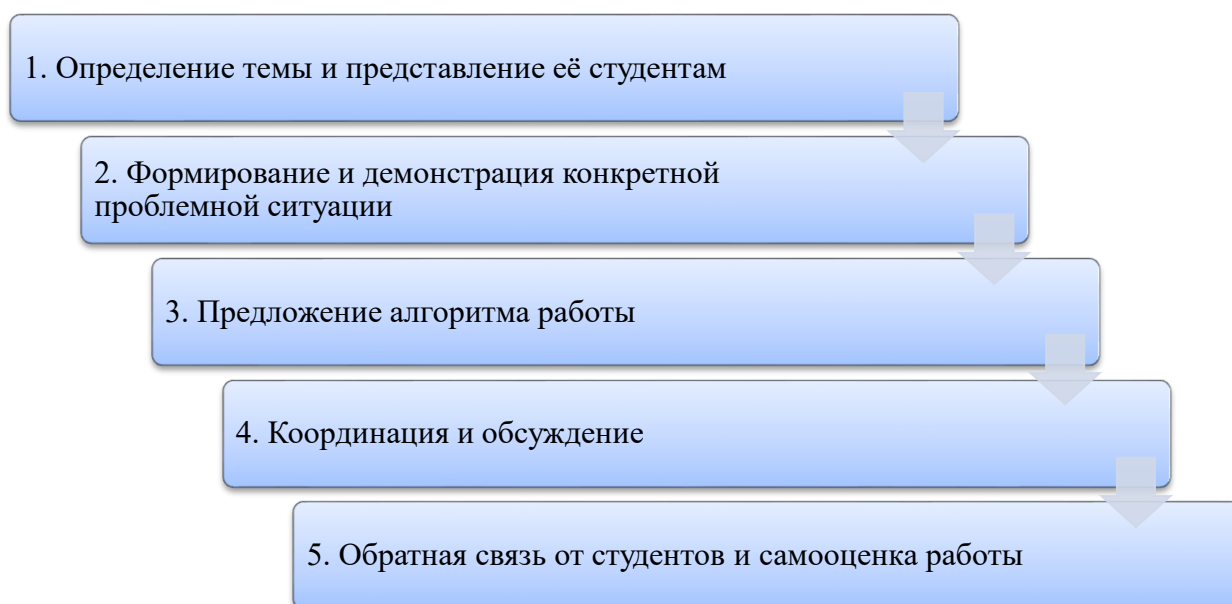 1. Определение темы и представление её студентам
2. Формирование и демонстрация конкретной
проблемной ситуации
3. Предложение алгоритма работы
4. Координация и обсуждение
5. Обратная связь от студентов и самооценка работы